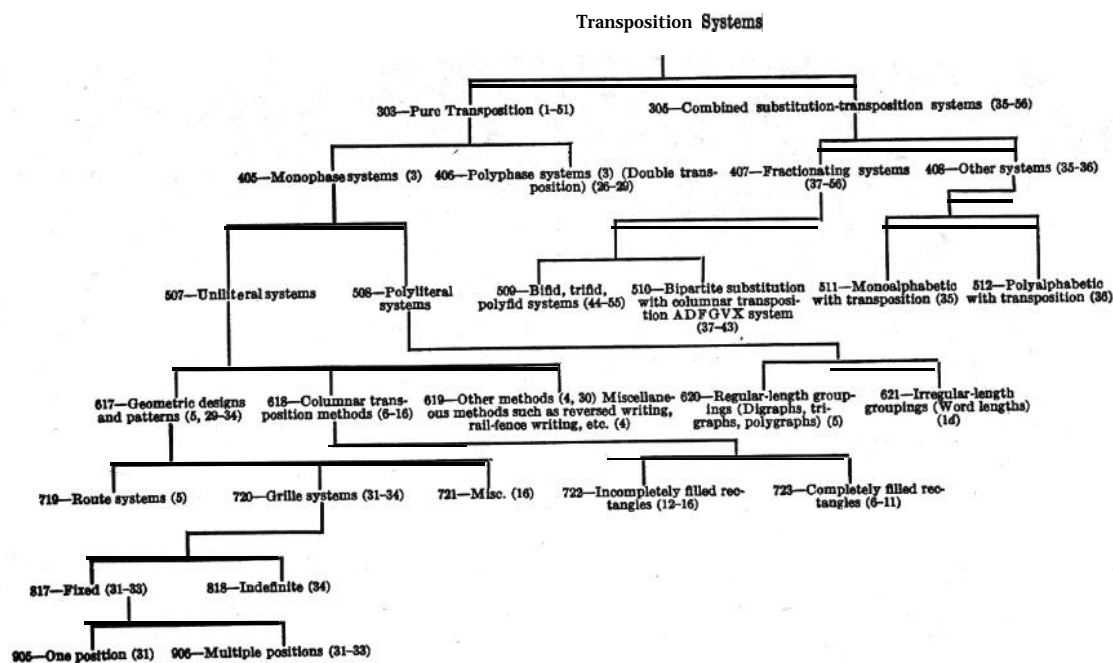 Transposition Systems
303—Pure Transposition (1–51)
305—Combined substitution-transposition systems (35–56)
405—Monophase systems (3)
406—Polyphase systems (3) (Double trans-
position) (26–29)
407—Fractionating systems
(37–56)
408—Other systems (35–36)
507—Uniliteral systems
508—Polyliteral
systems
509—Bifid, trifid,
polyfid systems (44–55)
510—Bipartite substitution
with columnar transposi-
tion ADFGVX system
(37–43)
511—Monoalphabetic
with transposition (35)
512—Polyalphabetic
with transposition (36)
617—Geometric designs
and patterns (5, 29–34)
618—Columnar trans-
position methods (6–16)
619—Other methods (4, 30) Miscellane-
ous methods such as reversed writing,
rail-fence writing, etc. (4)
620—Regular-length group-
ings (Digraphs, tri-
graphs, polygraphs) (5)
621—Irregular-length
groupings (Word lengths)
(1d)
719—Route systems (5)
720—Grille systems (31–34)
721—Misc. (16)
722—Incompletely filled rec-
tangles (12–16)
723—Completely filled rec-
tangles (6–11)
817—Fixed (31–33)
818—Indefinite (34)
905—One position (31)
906—Multiple positions (31–33)